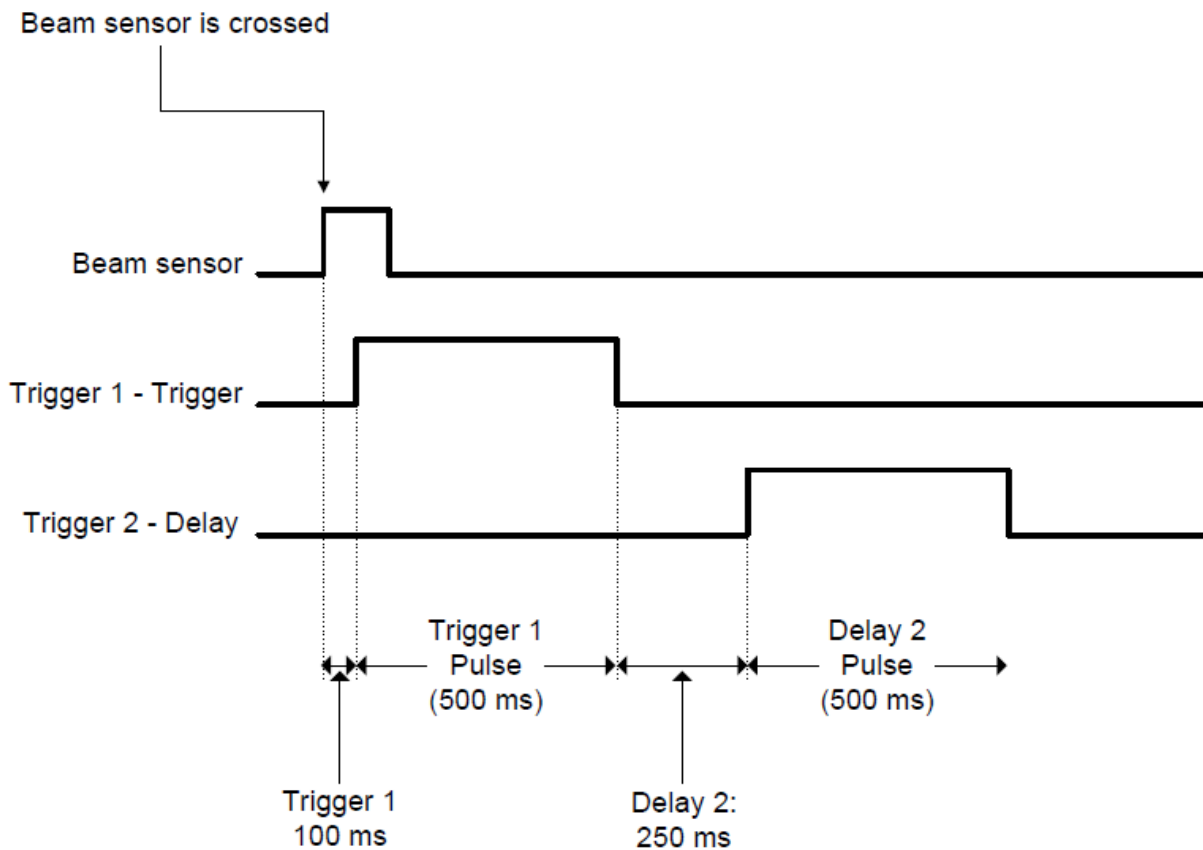 Beam sensor is crossed
Beam sensor
Trigger 1 - Trigger
Trigger 2 - Delay
Trigger 1
Pulse
(500 ms)
Delay 2
Pulse
(500 ms)
Trigger 1
100 ms
Delay 2:
250 ms